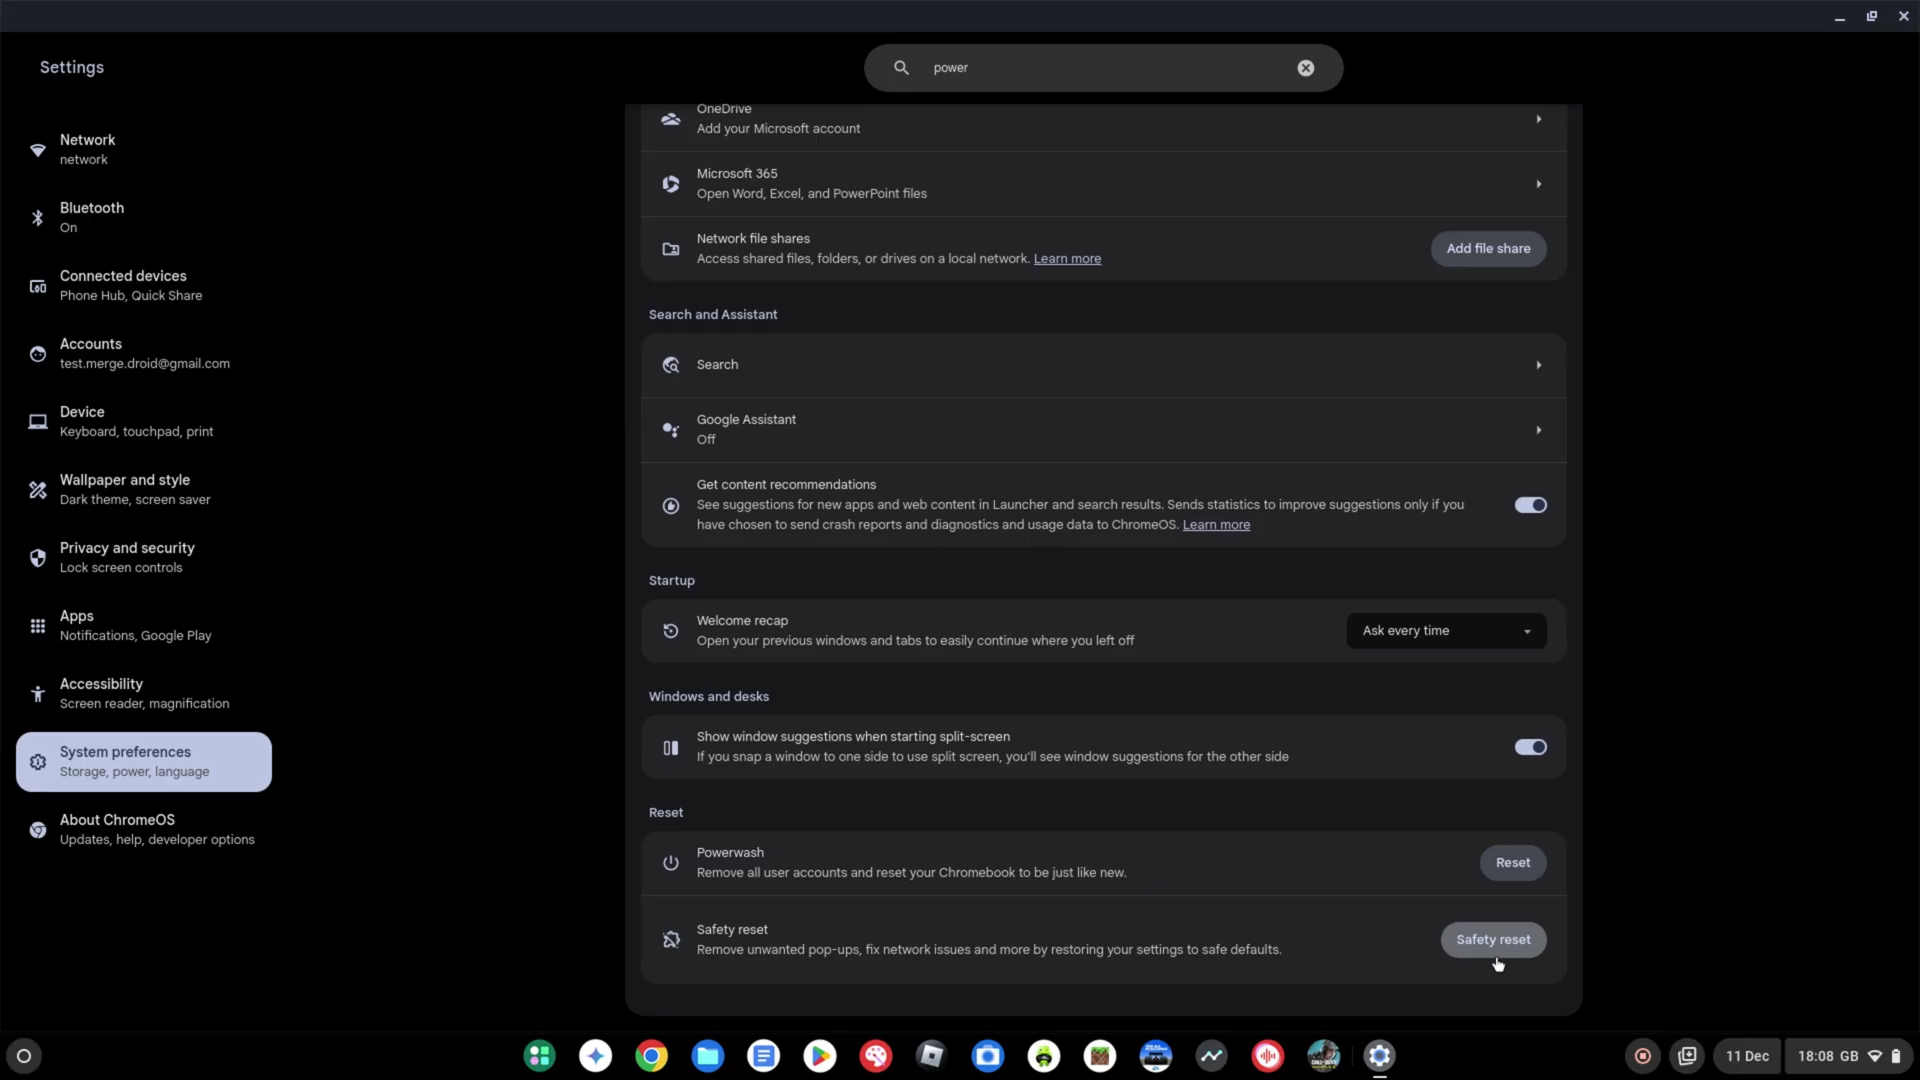 Settings
power
Network
network
Bluetooth
On
Connected devices
Phone Hub, Quick Share
Accounts
test.merge.droid@gmail.com
Device
Keyboard, touchpad, print
Wallpaper and style
Dark theme, screen saver
Privacy and security
Lock screen controls
Apps
Notifications, Google Play
Accessibility
Screen reader, magnification
System preferences
Storage, power, language
About ChromeOS
Updates, help, developer options
OneDrive
Add your Microsoft account
Microsoft 365
Open Word, Excel, and PowerPoint files
Network file shares
Access shared files, folders, or drives on a local network. Learn more
Add file share
Search and Assistant
Search
Google Assistant
Off
Get content recommendations
See suggestions for new apps and web content in Launcher and search results. Sends statistics to improve suggestions only if you
have chosen to send crash reports and diagnostics and usage data to ChromeOS. Learn more
Startup
Welcome recap
Open your previous windows and tabs to easily continue where you left off
Ask every time
Windows and desks
Show window suggestions when starting split-screen
If you snap a window to one side to use split screen, you'll see window suggestions for the other side
Reset
Powerwash
Remove all user accounts and reset your Chromebook to be just like new.
Reset
Safety reset
Remove unwanted pop-ups, fix network issues and more by restoring your settings to safe defaults.
Safety reset
11 Dec
18:08 GB